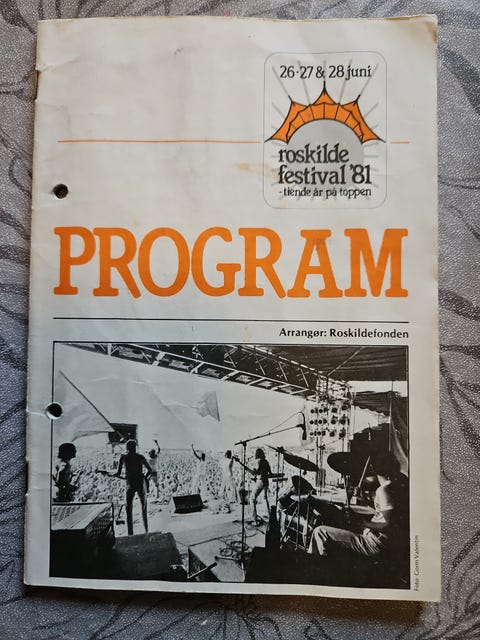 26·27 & 28 juni
roskilde
festival '81
- tiende år på toppen
PROGRAM
Arrangør: Roskildefonden
Foto: Gorm Valentin